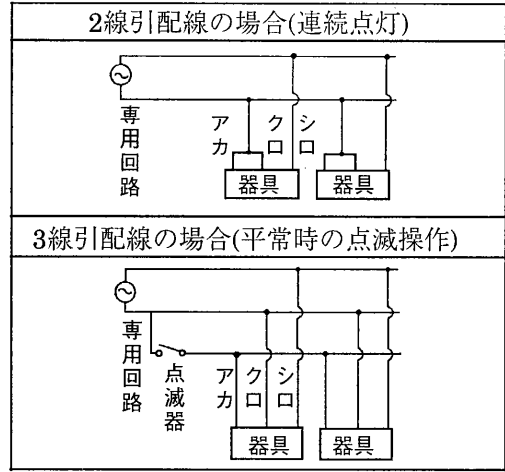 2線引配線の場合(連続点灯)
専用回路
アカ
クロ
シロ
器具
器具
3線引配線の場合(平常時の点滅操作)
専用回路
点滅器
アカ
クロ
シロ
器具
器具